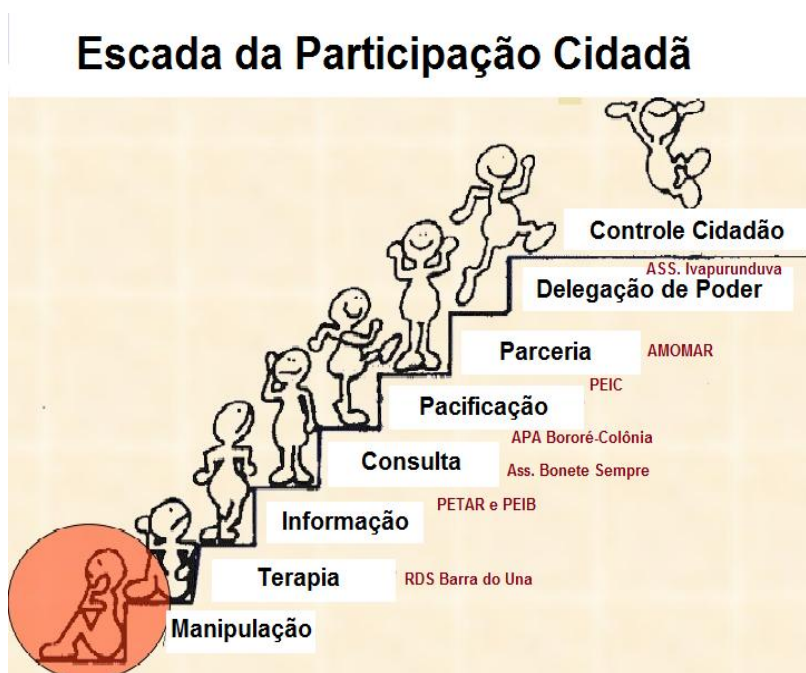 Escada da Participação Cidadã
Controle Cidadão
ASS. Ivapurunduva
Delegação de Poder
Parceria AMOMAR
PEIC
Pacificação
APA Bororé-Colônia
Consulta
Ass. Bonete Sempre
PETAR e PEIB
Informação
Terapia RDS Barra do Una
Manipulação